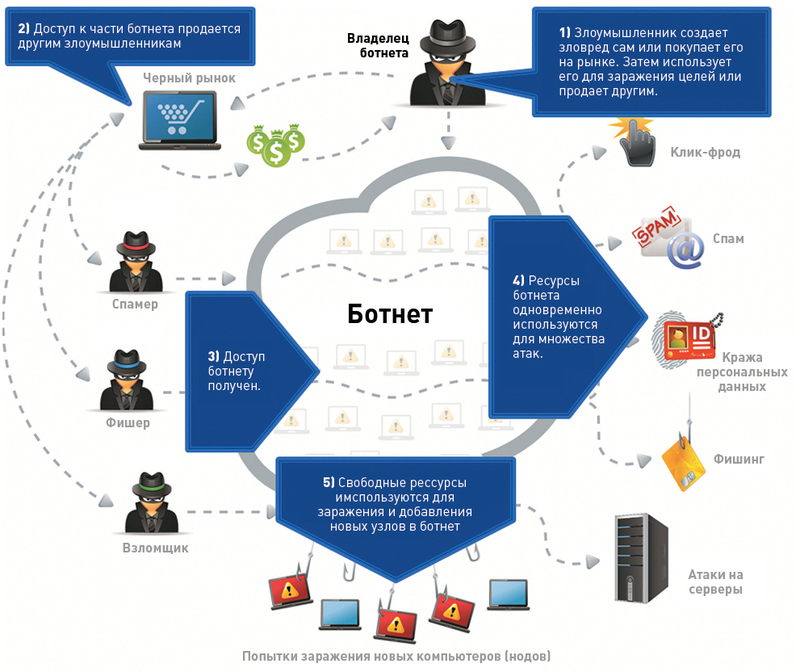 2) Доступ к части ботнета продается
другим злоумышленникам
Владелец
ботнета
1) Злоумышленник создает
зловред сам или покупает его
на рынке. Затем использует
его для заражения целей или
продает другим.
Черный рынок
$ $ $
Клик-фрод
SPAM
@
Спам
Спамер
4) Ресурсы
ботнета
одновременно
используются
для множества
атак.
Ботнет
ID
Кража
персональных
данных
3) Доступ
ботнету
получен.
Фишер
Фишинг
5) Свободные рессурсы
имспользуются для
заражения и добавления
новых узлов в ботнет
Взломщик
Атаки на
серверы
Попытки заражения новых компьютеров (нодов)